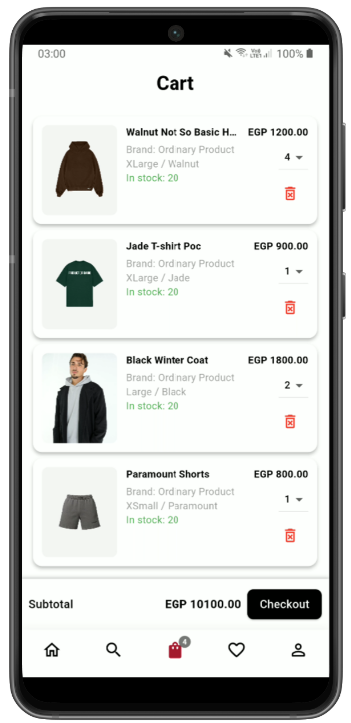 03:00
100%
Cart
Walnut Not So Basic H... EGP 1200.00
Brand: Ordinary Product
XLarge / Walnut
4
In stock: 20
Jade T-shirt Poc EGP 900.00
Brand: Ordinary Product
XLarge / Jade
1
In stock: 20
Black Winter Coat EGP 1800.00
Brand: Ordinary Product
Large / Black
2
In stock: 20
Paramount Shorts EGP 800.00
Brand: Ordinary Product
XSmall / Paramount
1
In stock: 20
Subtotal EGP 10100.00 Checkout
4